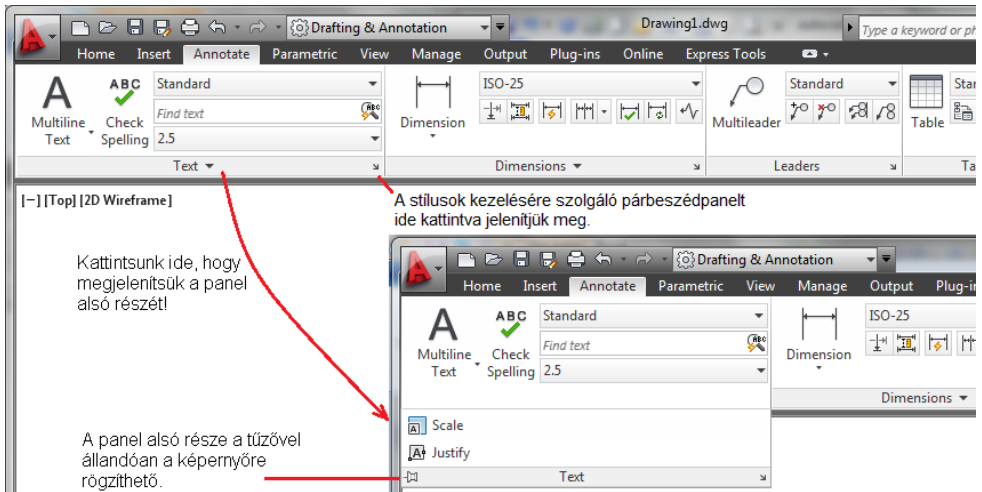 Drafting & Annotation Drawing1.dwg Type a keyword or ph
Home Insert Annotate Parametric View Manage Output Plug-ins Online Express Tools
A ABC Standard ISO-25 Standard Stan
Find text ABC
Multiline Check Dimension Multileader Table
Text Spelling 2.5
Text Dimensions Leaders Ta
[−] [Top] [2D Wireframe]
A stílusok kezelésére szolgáló párbeszédpanelt
ide kattintva jelenítjük meg.
Kattintsunk ide, hogy
megjelenítsük a panel
alsó részét!
Drafting & Annotation
Home Insert Annotate Parametric View Manage Output Plug-in
A ABC Standard ISO-25
Find text ABC
Multiline Check Dimension
Text Spelling 2.5
Dimensions
A Scale
A Justify
Text
A panel alsó része a tűzővel
állandóan a képernyőre
rögzíthető.